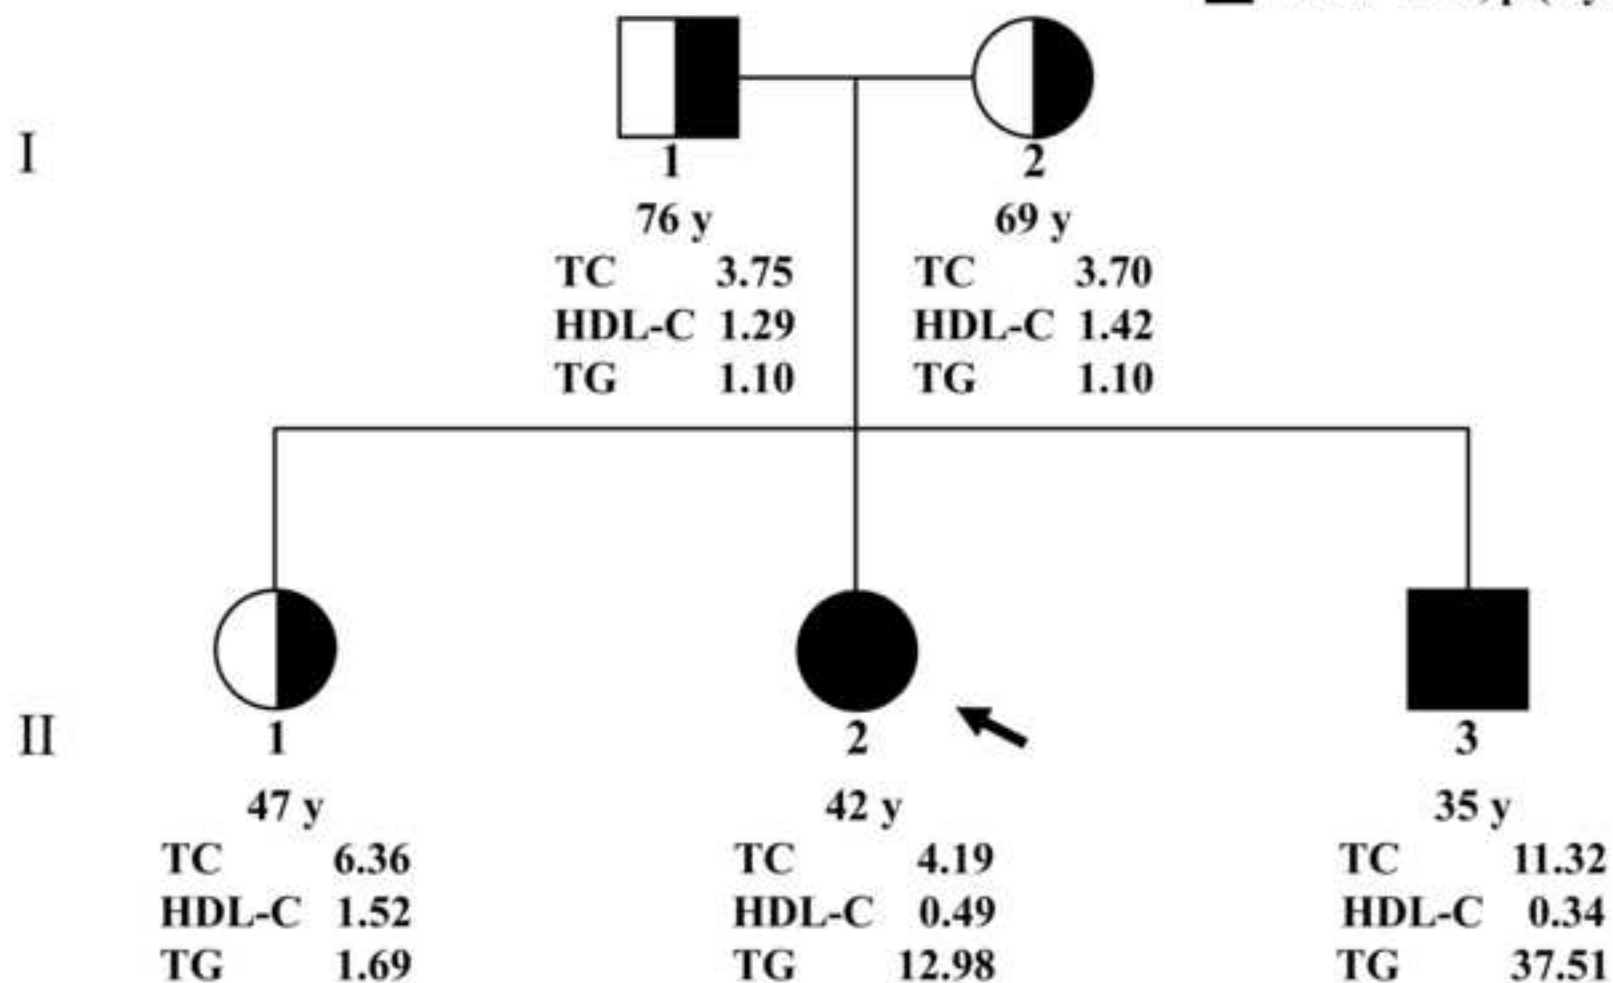 I
1 2
76 y 69 y
TC 3.75 TC 3.70
HDL-C 1.29 HDL-C 1.42
TG 1.10 TG 1.10
II
1 2 3
47 y 42 y 35 y
TC 6.36 TC 4.19 TC 11.32
HDL-C 1.52 HDL-C 0.49 HDL-C 0.34
TG 1.69 TG 12.98 TG 37.51